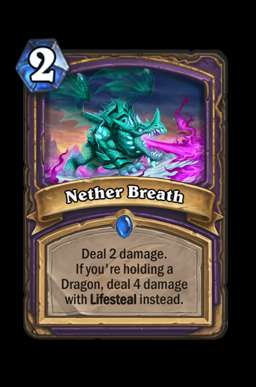 2
Nether Breath
Deal 2 damage.
If you're holding a
Dragon, deal 4 damage
with Lifesteal instead.